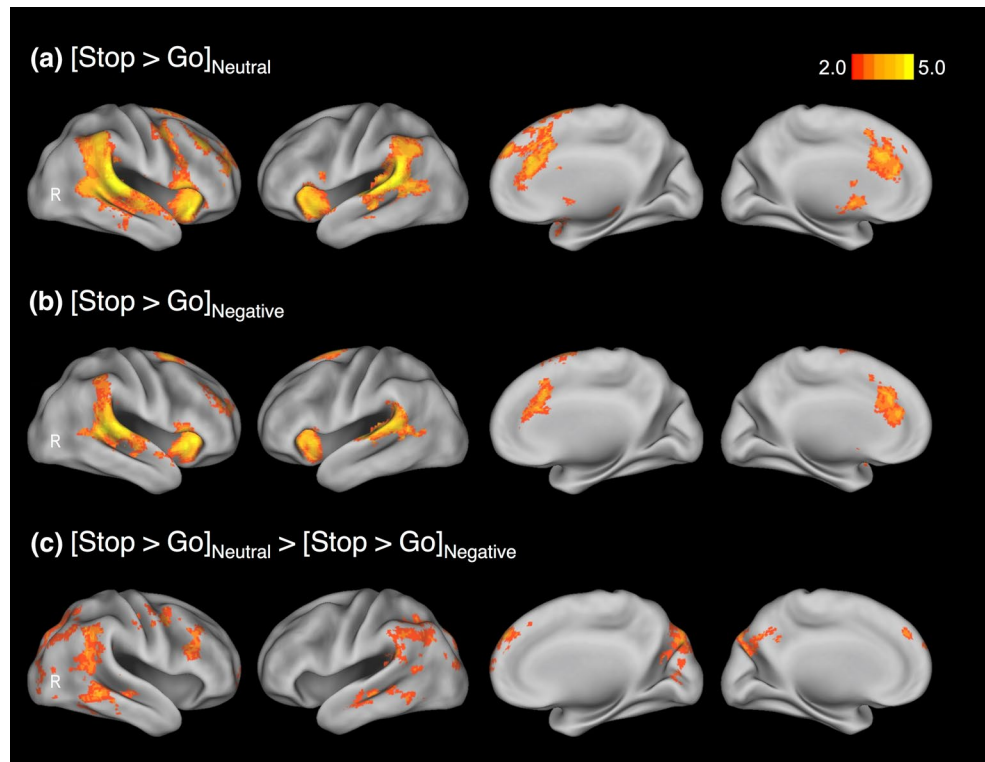 (a) [Stop > Go]Neutral
2.0 5.0
R
(b) [Stop > Go]Negative
R
(c) [Stop > Go]Neutral > [Stop > Go]Negative
R